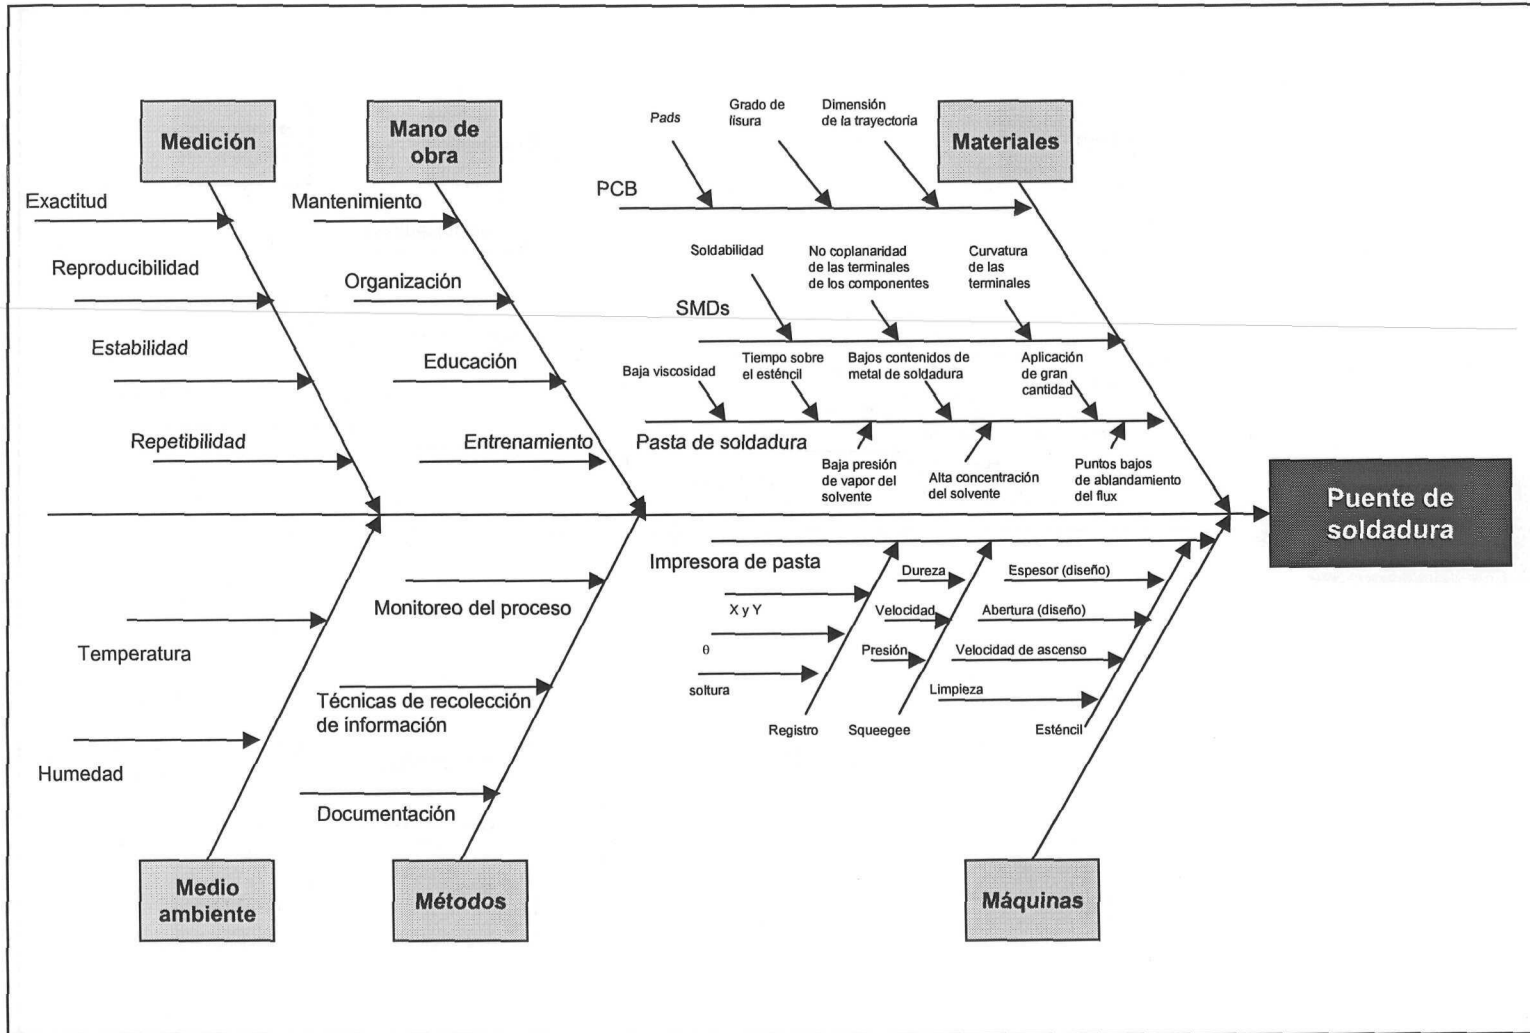 Medición
Exactitud
Reproducibilidad
Estabilidad
Repetibilidad
Mano de
obra
Mantenimiento
Organización
Educación
Entrenamiento
Materiales
Pads
Grado de
lisura
Dimensión
de la trayectoria
PCB
Soldabilidad
No coplanaridad
de las terminales
de los componentes
Curvatura
de las
terminales
SMDs
Baja viscosidad
Tiempo sobre
el esténcil
Bajos contenidos de
metal de soldadura
Aplicación
de gran
cantidad
Pasta de soldadura
Baja presión
de vapor del
solvente
Alta concentración
del solvente
Puntos bajos
de ablandamiento
del flux
Puente de
soldadura
Temperatura
Humedad
Medio
ambiente
Monitoreo del proceso
Técnicas de recolección
de información
Documentación
Métodos
Impresora de pasta
X y Y
θ
soltura
Registro
Dureza
Velocidad
Presión
Squeegee
Espesor (diseño)
Abertura (diseño)
Velocidad de ascenso
Limpieza
Esténcil
Máquinas